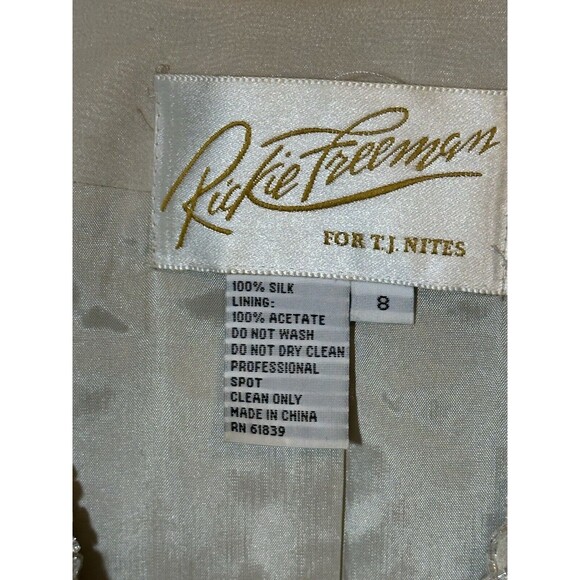 Rickie Freeman
FOR T.J. NITES
100% SILK
LINING:
100% ACETATE
DO NOT WASH
DO NOT DRY CLEAN
PROFESSIONAL
SPOT
CLEAN ONLY
MADE IN CHINA
RN 61839
8